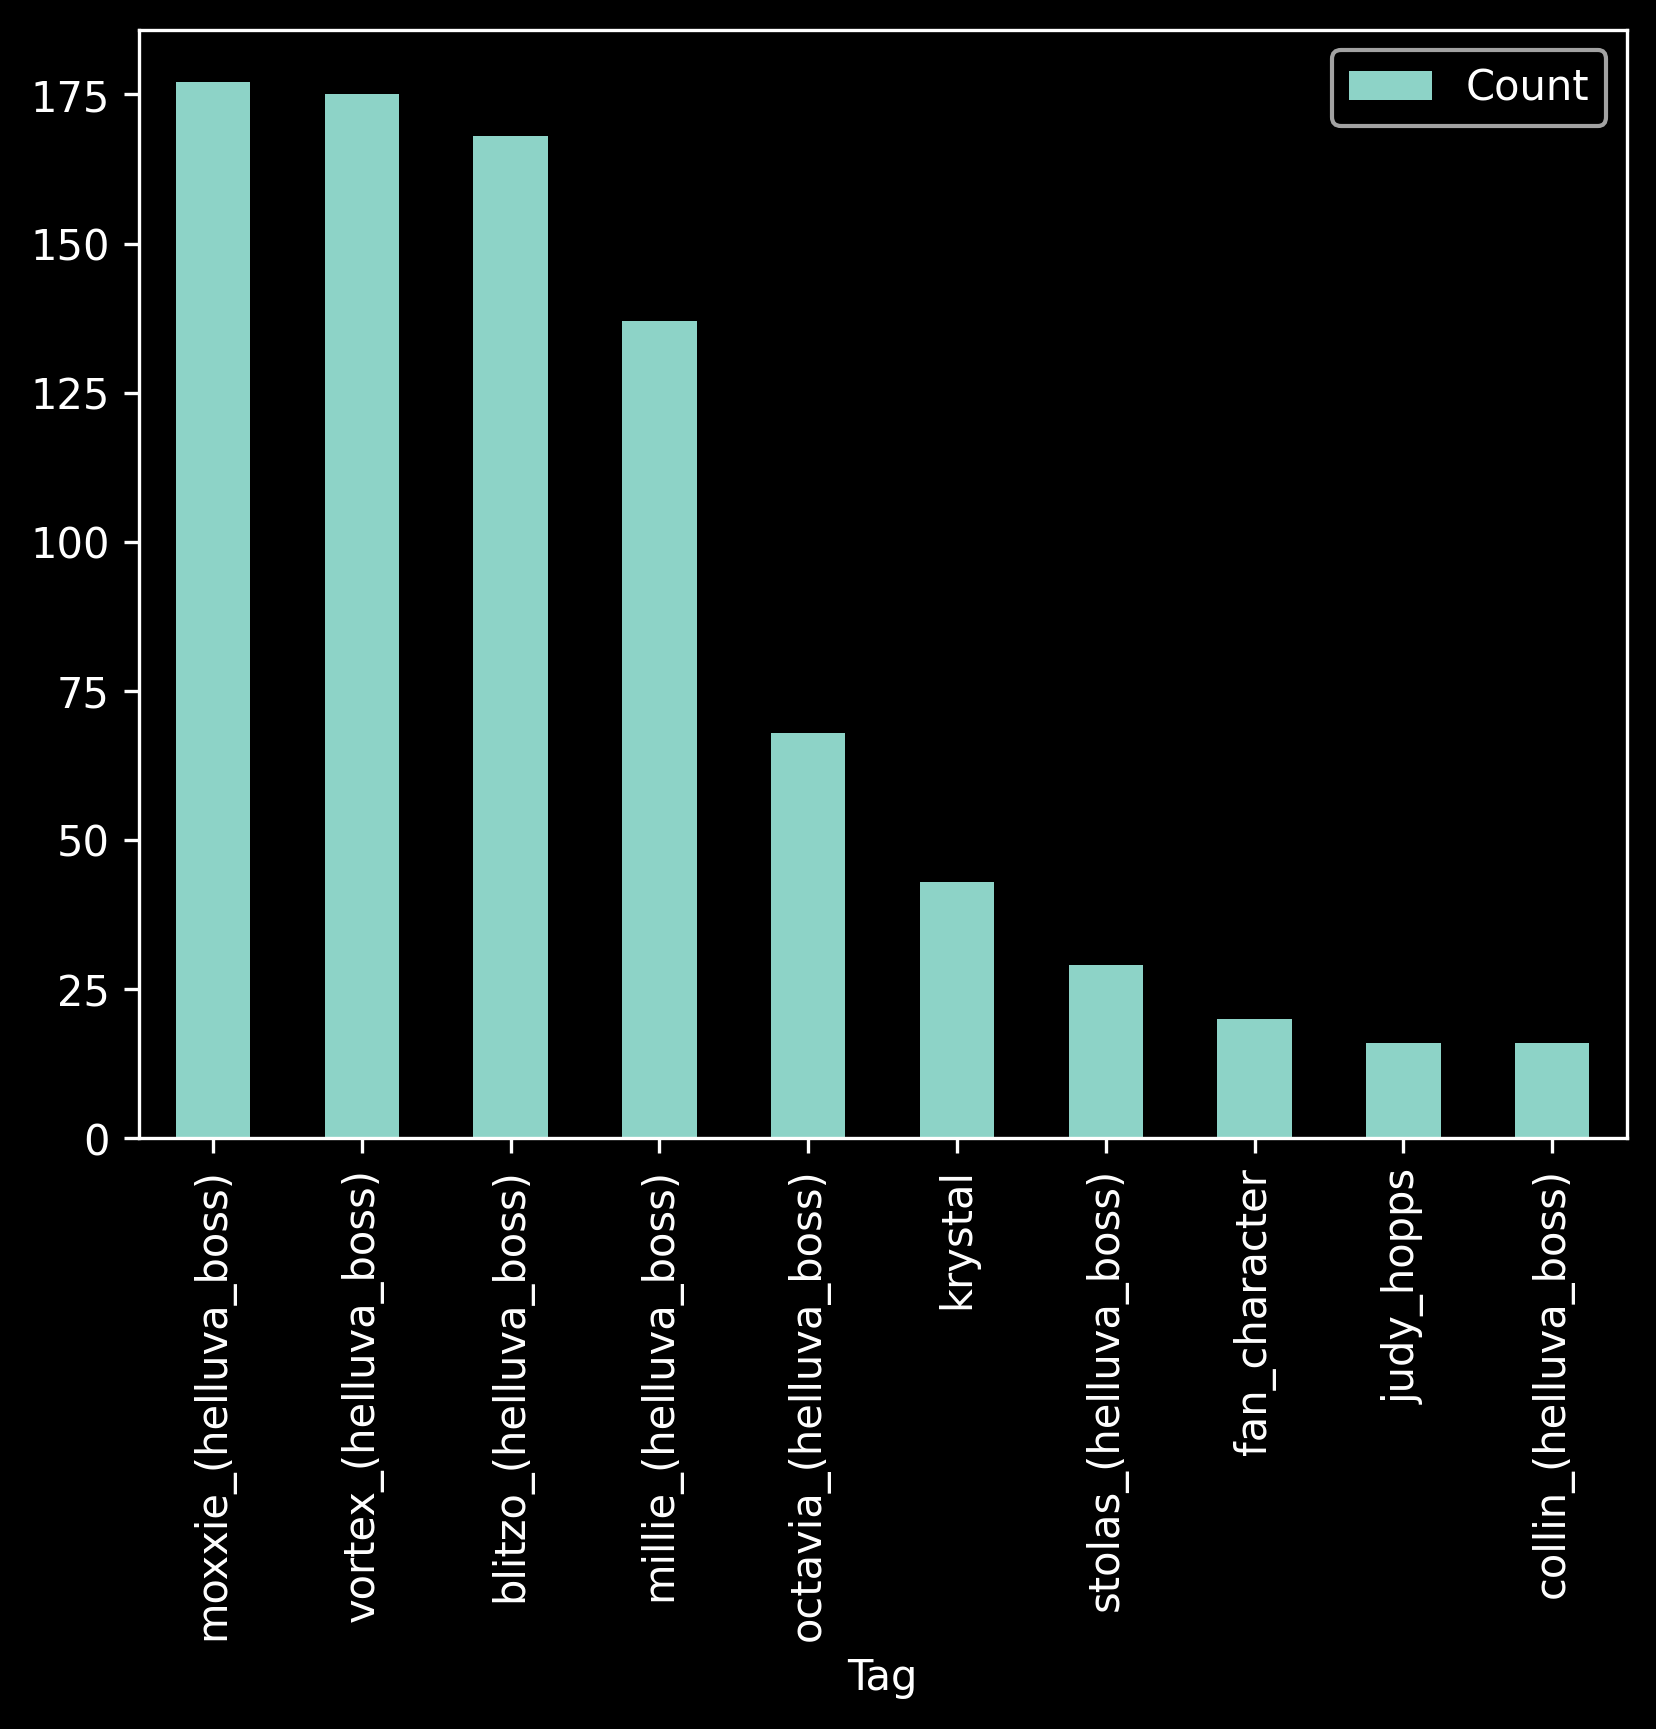 Count
175
150
125
100
75
50
25
0
moxxie_(helluva_boss)
vortex_(helluva_boss)
blitzo_(helluva_boss)
millie_(helluva_boss)
octavia_(helluva_boss)
krystal
stolas_(helluva_boss)
fan_character
judy_hopps
collin_(helluva_boss)
Tag